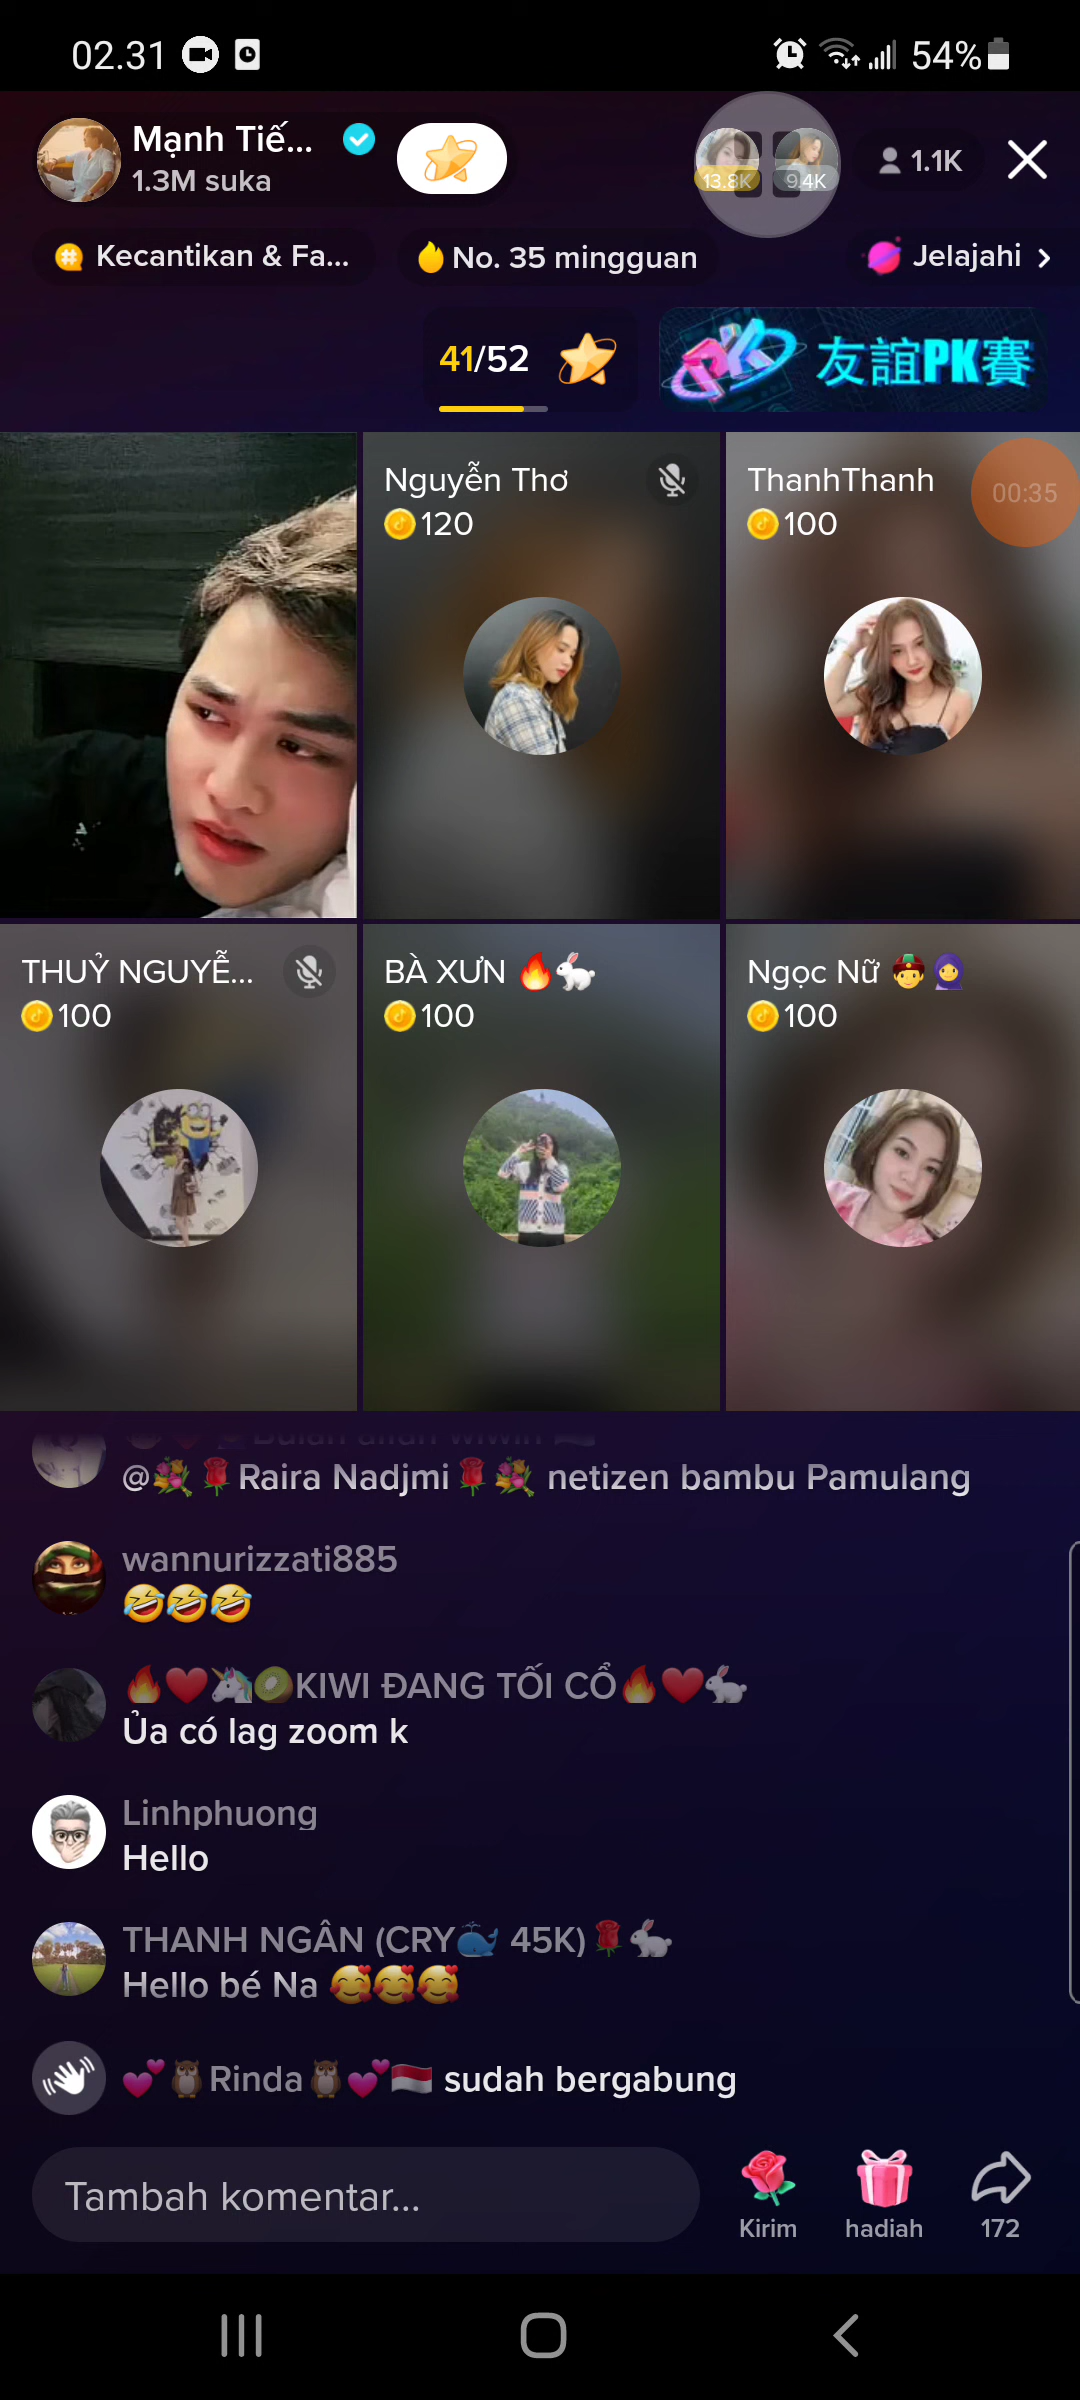 02.31
54%
Mạnh Tiế...
1.3M suka
13.8K
9.4K
1.1K
Kecantikan & Fa...
No. 35 mingguan
Jelajahi
41/52
友誼PK賽
Nguyễn Thơ
120
ThanhThanh
100
00:35
THUỶ NGUYỄ...
100
BÀ XƯN 🔥🐇
100
Ngọc Nữ 👲🧕
100
@💐🌹Raira Nadjmi🌹💐 netizen bambu Pamulang
wannurizzati885
🤣🤣🤣
🔥❤️🦄🥝KIWI ĐANG TỐI CỔ🔥❤️🐇
Ủa có lag zoom k
Linhphuong
Hello
THANH NGÂN (CRY🐳 45K)🌹🐇
Hello bé Na 🥰🥰🥰
💕🦉Rinda🦉💕🇮🇩 sudah bergabung
Tambah komentar...
Kirim
hadiah
172